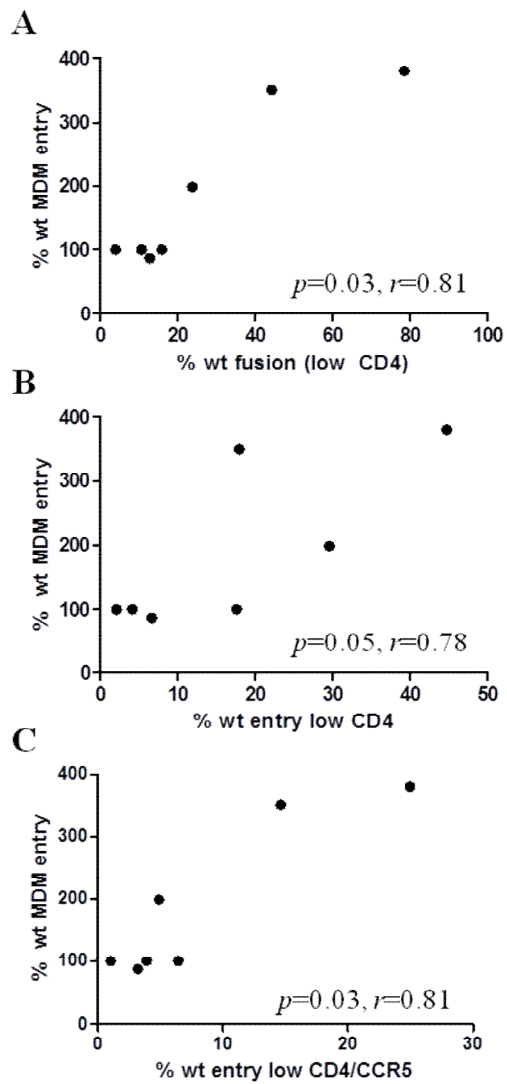 A
400
300
200
100
0
% wt MDM entry
0 20 40 60 80 100
% wt fusion (low CD4)
p=0.03, r=0.81
B
400
300
200
100
0
% wt MDM entry
0 10 20 30 40 50
% wt entry low CD4
p=0.05, r=0.78
C
400
300
200
100
0
% wt MDM entry
0 10 20 30
% wt entry low CD4/CCR5
p=0.03, r=0.81